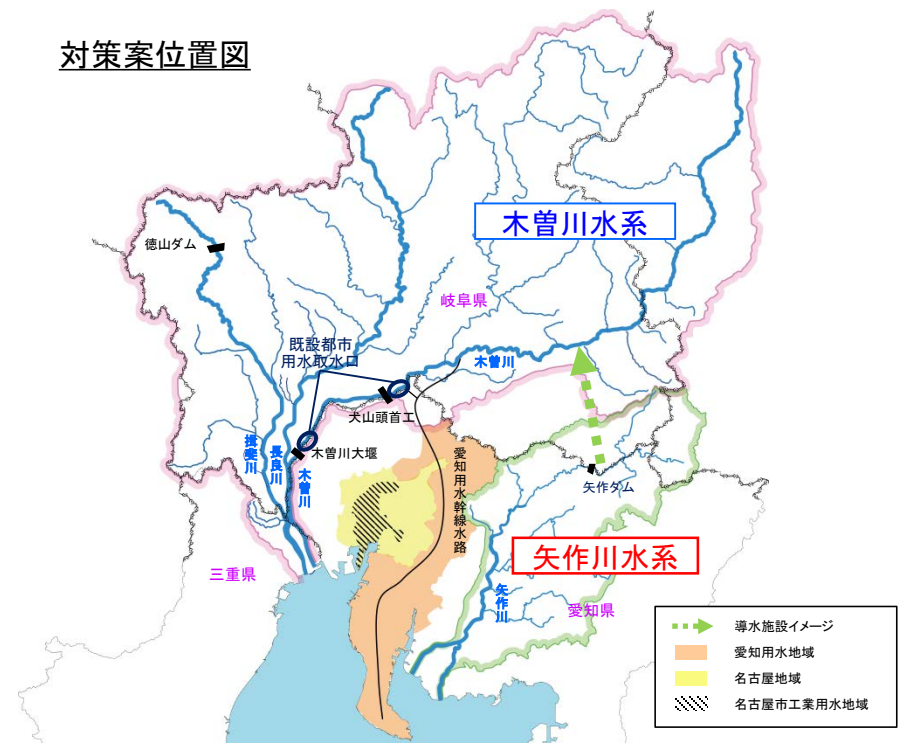 対策案位置図
木曽川水系
徳山ダム
岐阜県
既設都市
用水取水口
木曽川
犬山頭首工
揖斐川
長良川
木曽川
木曽川大堰
愛知用水幹線水路
矢作ダム
矢作川水系
三重県
矢作川
愛知県
導水施設イメージ
愛知用水地域
名古屋地域
名古屋市工業用水地域